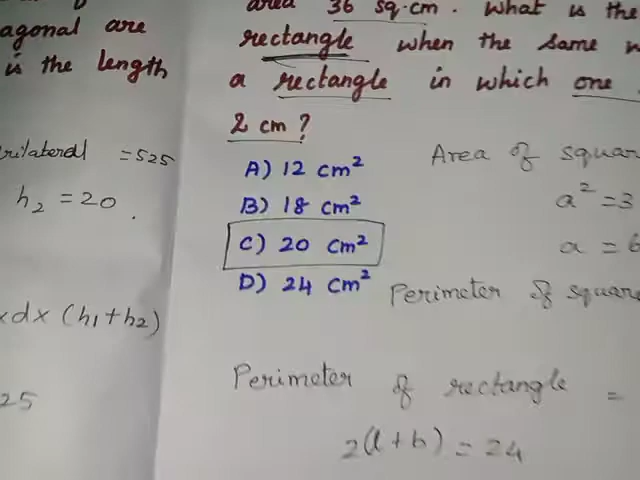 agonal are
is the length
rilateral = 525
h₂ = 20 .
xdx (h₁+h₂)
25
area 36 sq.cm. What is the
rectangle when the same
a rectangle in which one
2 cm?
A) 12 cm²
B) 18 cm²
C) 20 cm²
D) 24 cm²
Area of squar
a² = 3
a = 6
Perimeter of square
Perimeter of rectangle =
2(l+b) = 24